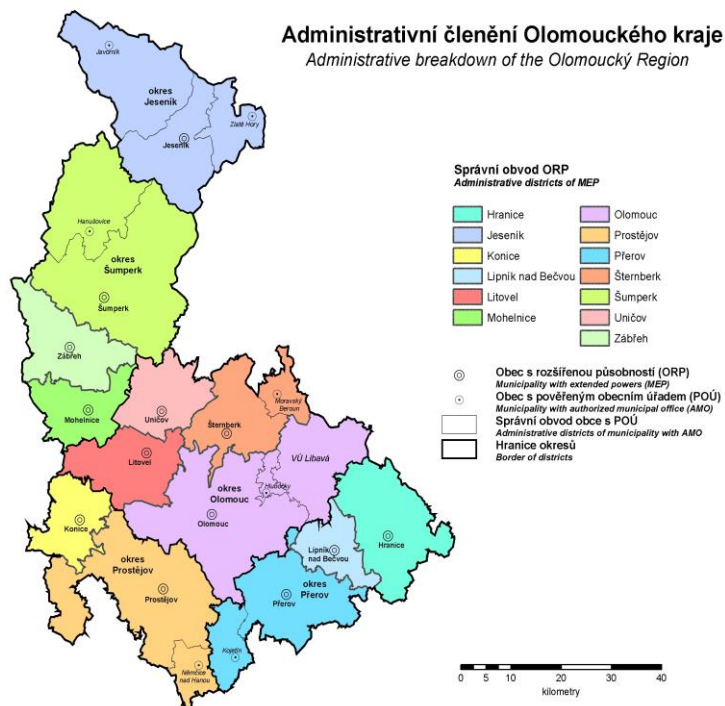 Administrativní členění Olomouckého kraje
Administrative breakdown of the Olomoucký Region
Javorník
okres
Jeseník
Zlaté Hory
Jeseník
Hanušovice
okres
Šumperk
Šumperk
Zábřeh
Mohelnice
Uničov
Moravský
Beroun
Šternberk
Litovel
VÚ Libavá
okres
Olomouc
Hlubočky
Olomouc
Konice
Hranice
Lipník
nad Bečvou
okres
Prostějov
okres
Přerov
Prostějov
Přerov
Kojetín
Němčice
nad Hanou
Správní obvod ORP
Administrative districts of MEP
Hranice
Jeseník
Konice
Lipník nad Bečvou
Litovel
Mohelnice
Olomouc
Prostějov
Přerov
Šternberk
Šumperk
Uničov
Zábřeh
Obec s rozšířenou působností (ORP)
Municipality with extended powers (MEP)
Obec s pověřeným obecním úřadem (POÚ)
Municipality with authorized municipal office (AMO)
Správní obvod obce s POÚ
Administrative districts of municipality with AMO
Hranice okresů
Border of districts
0 5 10 20 30 40
kilometry